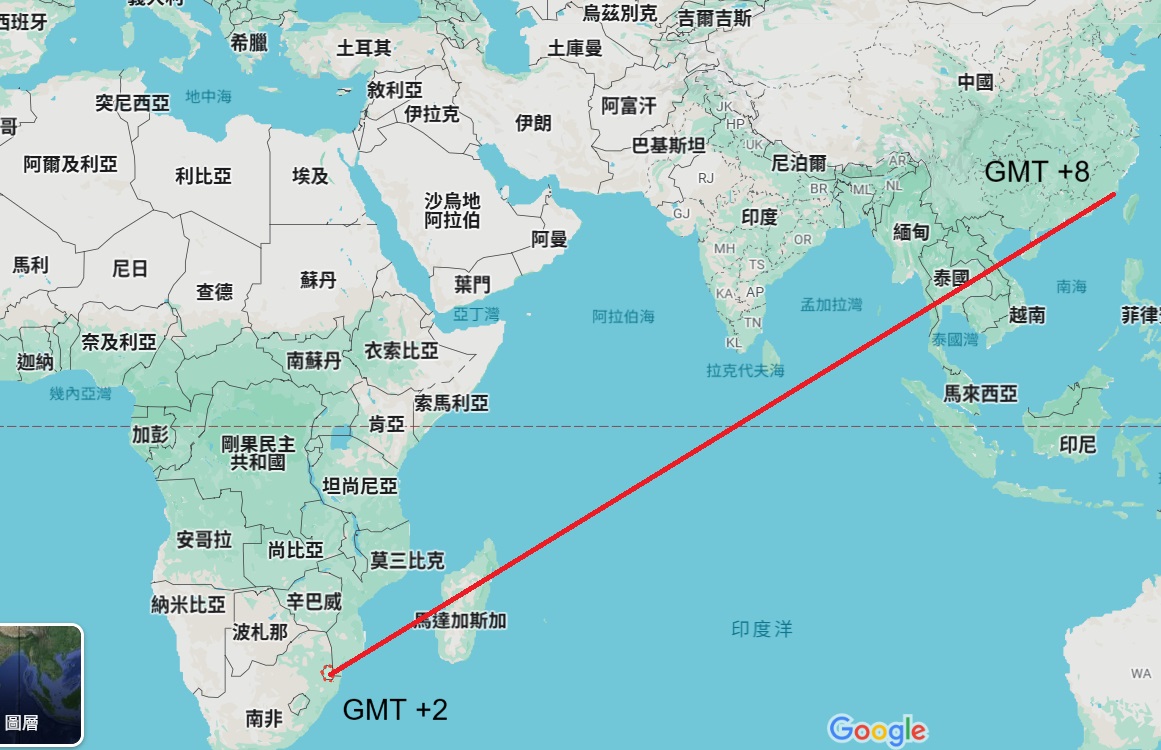 西班牙
希臘
土耳其
烏茲別克
吉爾吉斯
土庫曼
中國
突尼西亞
地中海
敘利亞
伊拉克
伊朗
阿富汗
巴基斯坦
JK
HP
UK
哥
阿爾及利亞
利比亞
埃及
沙烏地
阿拉伯
阿曼
RJ
尼泊爾
AR
GMT +8
BR
ML
NL
GJ
印度
OR
緬甸
馬利
尼日
查德
蘇丹
葉門
MH
TS
泰國
南海
亞丁灣
阿拉伯海
KA
AP
孟加拉灣
TN
越南
菲律賓
迦納
奈及利亞
南蘇丹
衣索比亞
KL
泰國灣
拉克代夫海
幾內亞灣
索馬利亞
馬來西亞
加彭
剛果民主
共和國
肯亞
印尼
坦尚尼亞
安哥拉
尚比亞
莫三比克
納米比亞
辛巴威
波札那
馬達加斯加
印度洋
WA
南非
GMT +2
圖層
Google